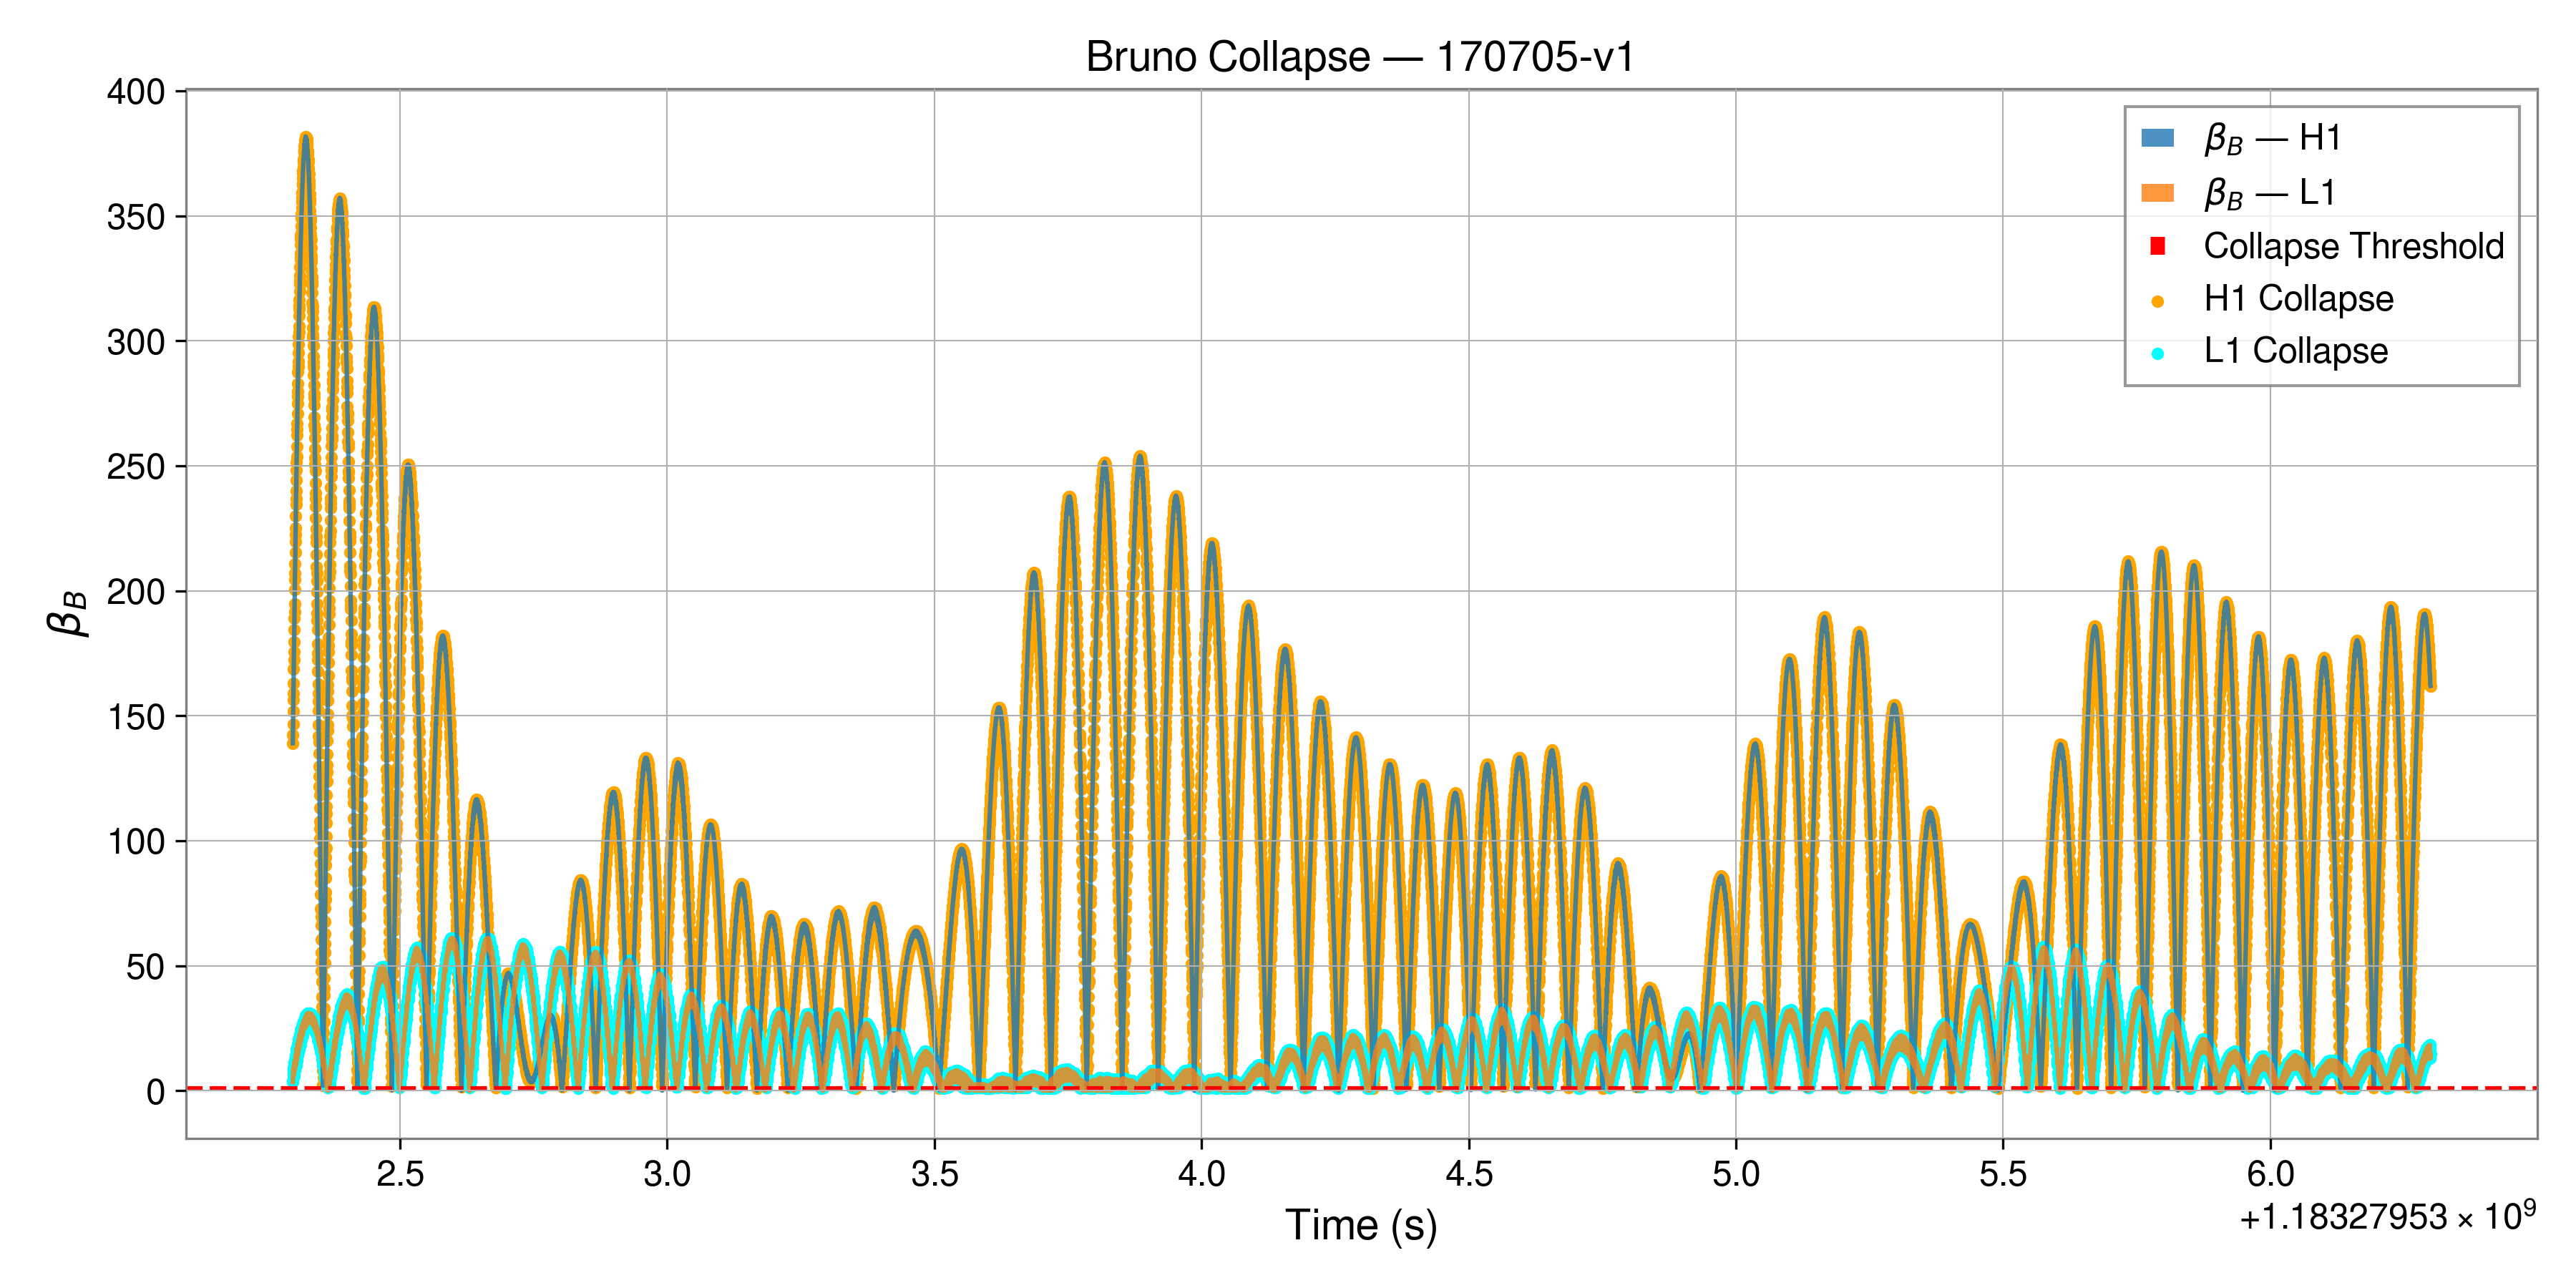 Bruno Collapse — 170705-v1
400
350
300
250
200
150
100
50
0
β_B
β_B — H1
β_B — L1
Collapse Threshold
H1 Collapse
L1 Collapse
2.5 3.0 3.5 4.0 4.5 5.0 5.5 6.0
Time (s)
+1.18327953 × 10⁹